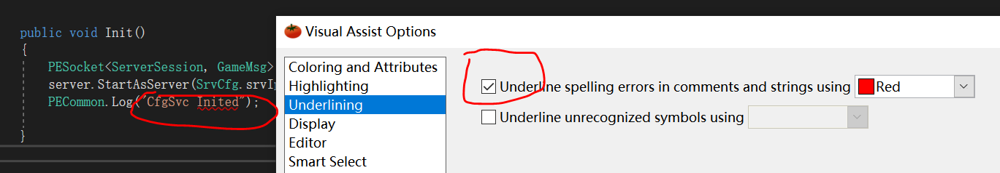 public void Init()
{
PESocket<ServerSession, GameMsg>
server.StartAsServer(SrvCfg.srvIp
PECommon.Log("CfgSvc Inited");
}
Visual Assist Options
Coloring and Attributes
Highlighting
Underlining
Display
Editor
Smart Select
Underline spelling errors in comments and strings using Red
Underline unrecognized symbols using